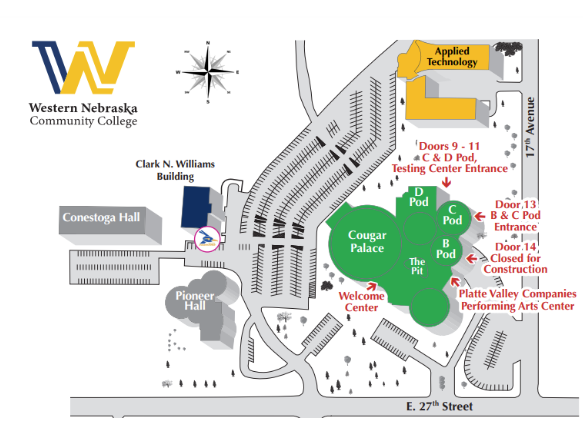 N
W
E
S
Western Nebraska
Community College
Applied
Technology
17th Avenue
Doors 9 - 11
C & D Pod,
Testing Center Entrance
Clark N. Williams
Building
Conestoga Hall
D
Pod
C
Pod
Door 13
B & C Pod
Entrance
Cougar
Palace
B
Pod
Door 14
Closed for
Construction
The
Pit
Pioneer
Hall
Welcome
Center
Platte Valley Companies
Performing Arts Center
E. 27th Street